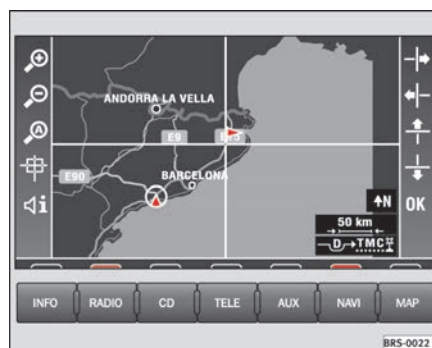 A
i
ANDORRA LA VELLA
E9
E90
BARCELONA
N
50 km
D TMC
OK
INFO RADIO CD TELE AUX NAVI MAP
BRS-0022